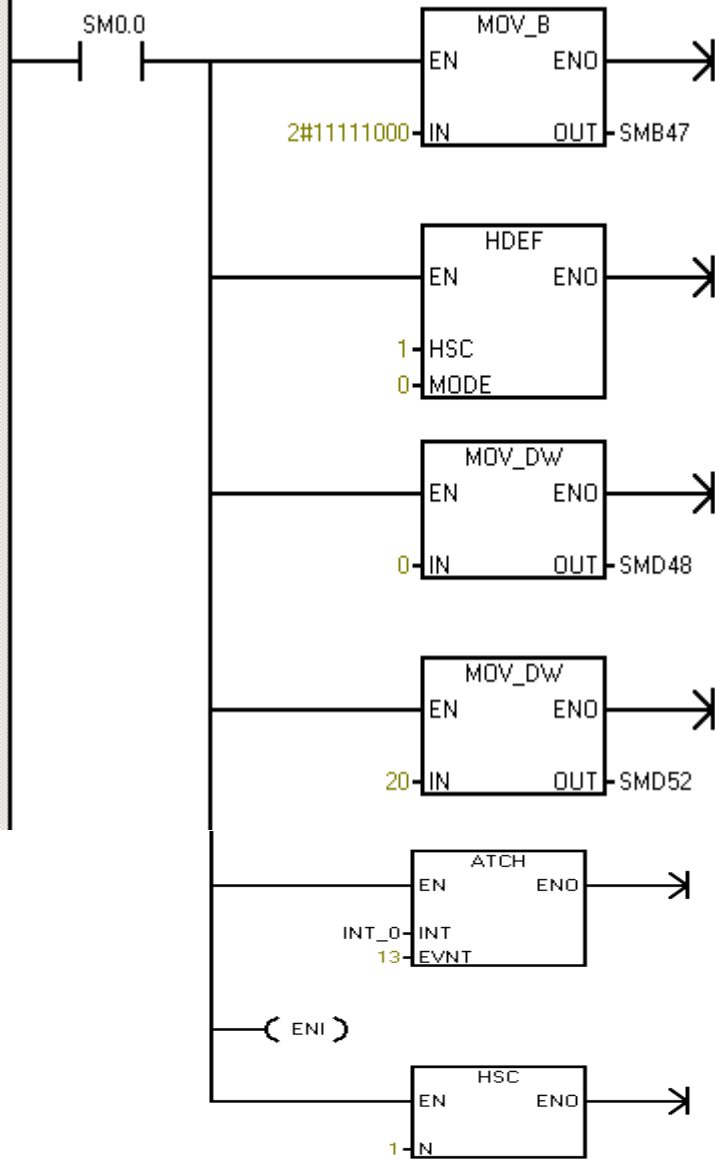 SM0.0
MOV_B
EN ENO
2#11111000 IN OUT SMB47
HDEF
EN ENO
1 HSC
0 MODE
MOV_DW
EN ENO
0 IN OUT SMD48
MOV_DW
EN ENO
20 IN OUT SMD52
ATCH
EN ENO
INT_0 INT
13 EVNT
( ENI )
HSC
EN ENO
1 N